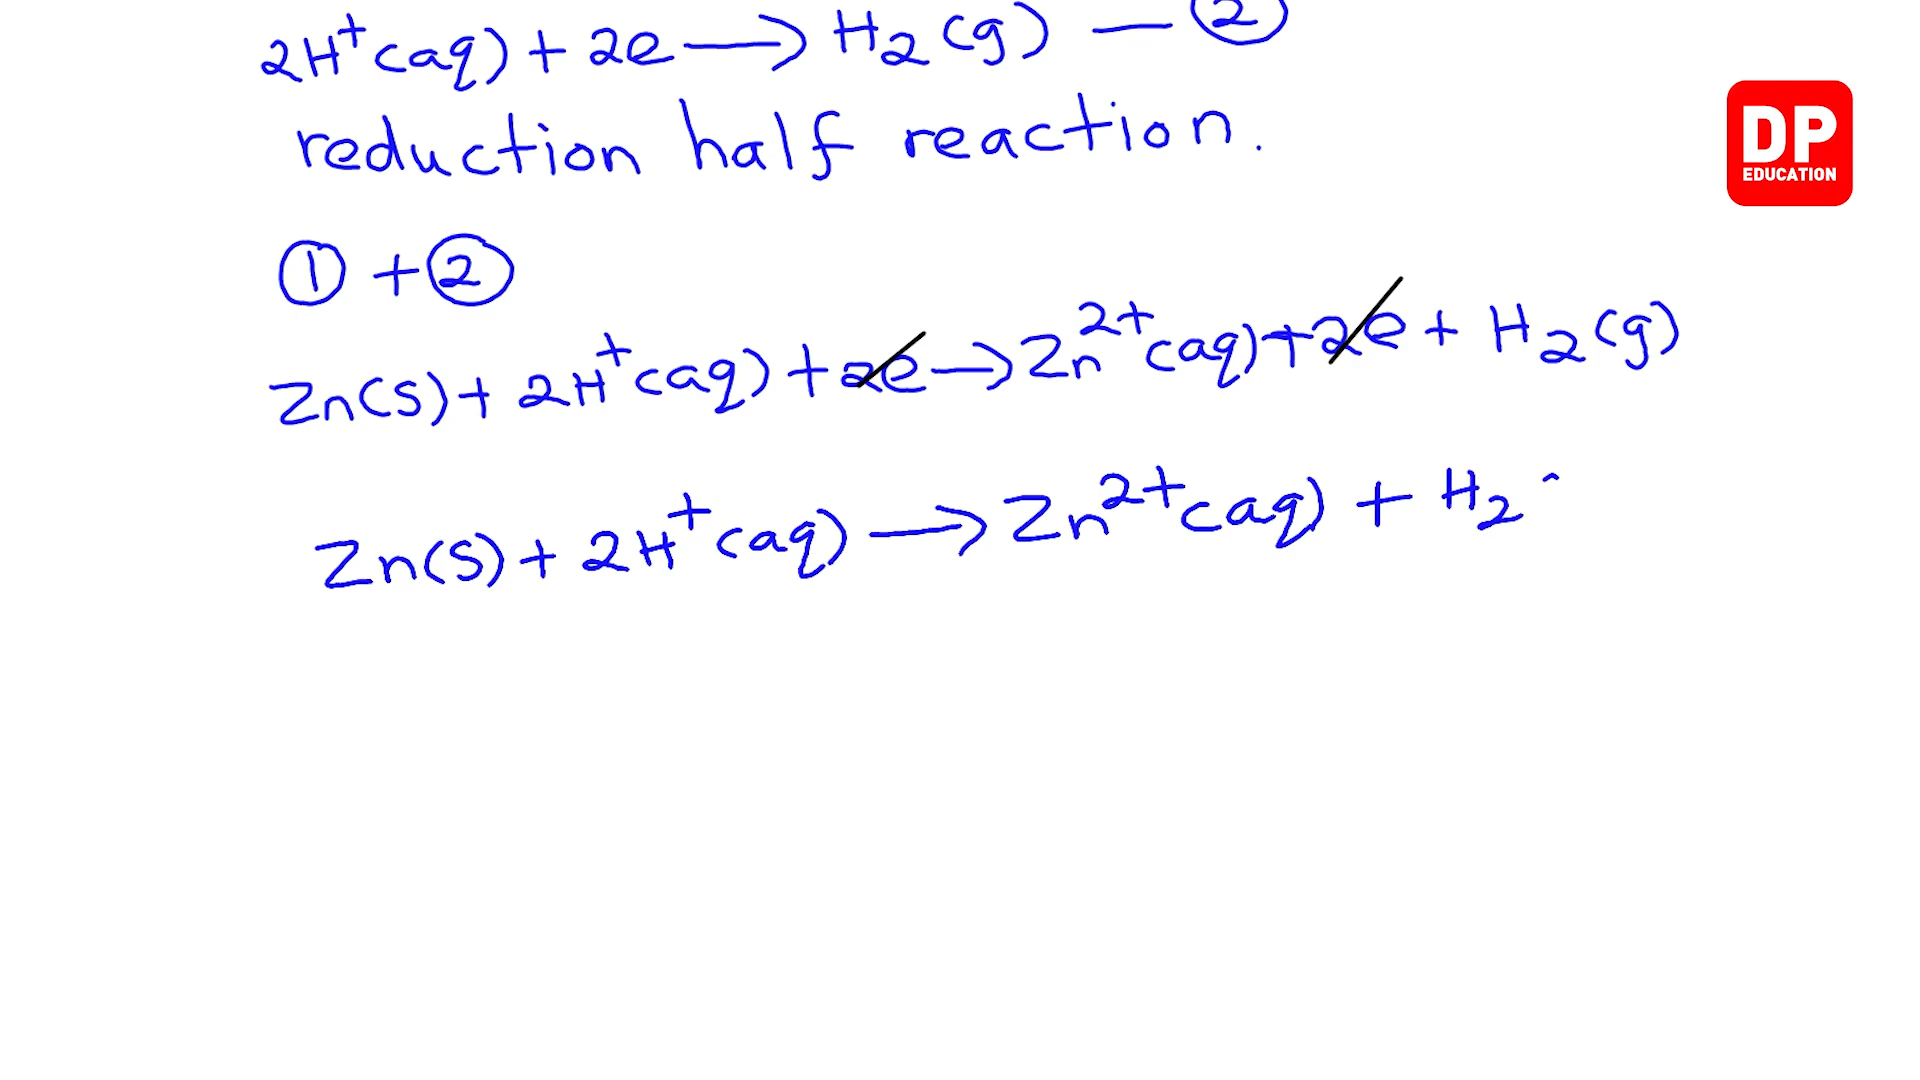 2H⁺(aq) + 2e ⟶ H₂(g) — ②
reduction half reaction.
DP
EDUCATION
① + ②
Zn(s) + 2H⁺(aq) + 2e ⟶ Zn²⁺(aq) + 2e + H₂(g)
Zn(s) + 2H⁺(aq) ⟶ Zn²⁺(aq) + H₂